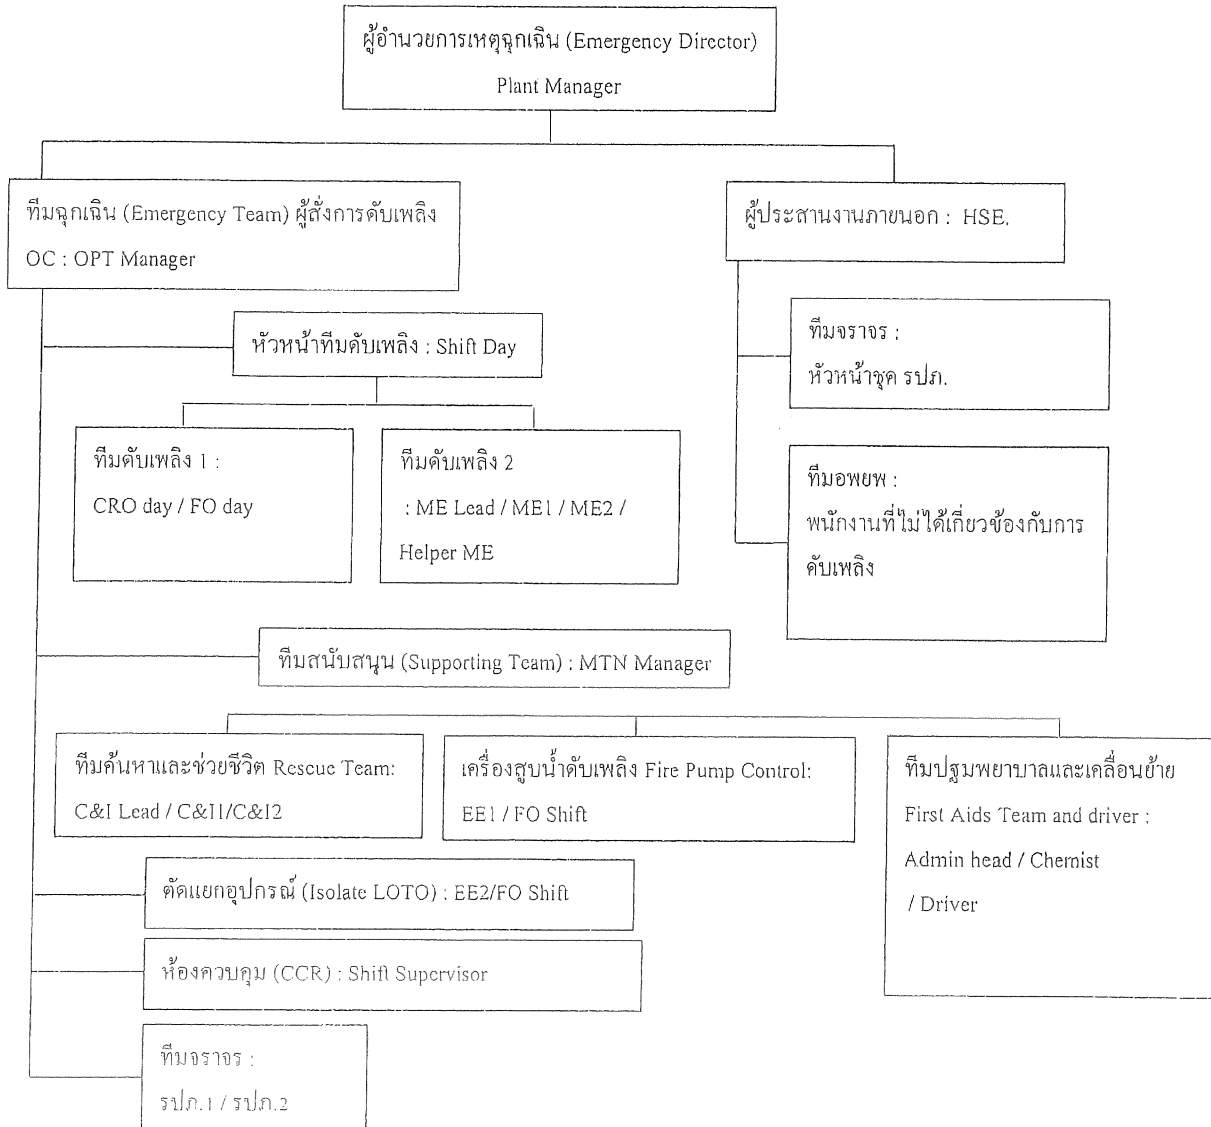 ผู้อำนวยการเหตุฉุกเฉิน (Emergency Director)
Plant Manager
ทีมฉุกเฉิน (Emergency Team) ผู้สั่งการดับเพลิง
OC : OPT Manager
ผู้ประสานงานภายนอก : HSE.
หัวหน้าทีมดับเพลิง : Shift Day
ทีมจราจร :
หัวหน้าชุด รปภ.
ทีมดับเพลิง 1 :
CRO day / FO day
ทีมดับเพลิง 2
: ME Lead / ME1 / ME2 /
Helper ME
ทีมอพยพ :
พนักงานที่ไม่ได้เกี่ยวข้องกับการ
ดับเพลิง
ทีมสนับสนุน (Supporting Team) : MTN Manager
ทีมค้นหาและช่วยชีวิต Rescue Team:
C&I Lead / C&I1/C&I2
เครื่องสูบน้ำดับเพลิง Fire Pump Control:
EE1 / FO Shift
ทีมปฐมพยาบาลและเคลื่อนย้าย
First Aids Team and driver :
Admin head / Chemist
/ Driver
ตัดแยกอุปกรณ์ (Isolate LOTO) : EE2/FO Shift
ห้องควบคุม (CCR) : Shift Supervisor
ทีมจราจร :
รปภ.1 / รปภ.2